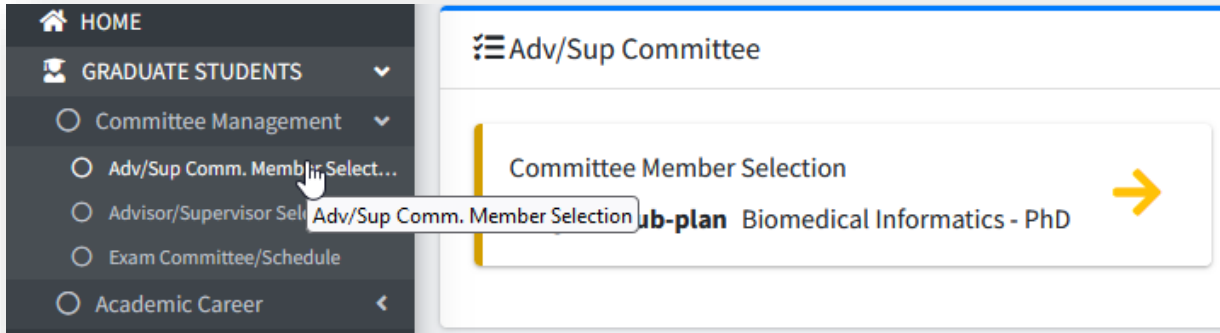 HOME
GRADUATE STUDENTS
Committee Management
Adv/Sup Comm. Member Select...
Advisor/Supervisor Sel
Adv/Sup Comm. Member Selection
Exam Committee/Schedule
Academic Career
Adv/Sup Committee
Committee Member Selection
ub-plan Biomedical Informatics - PhD